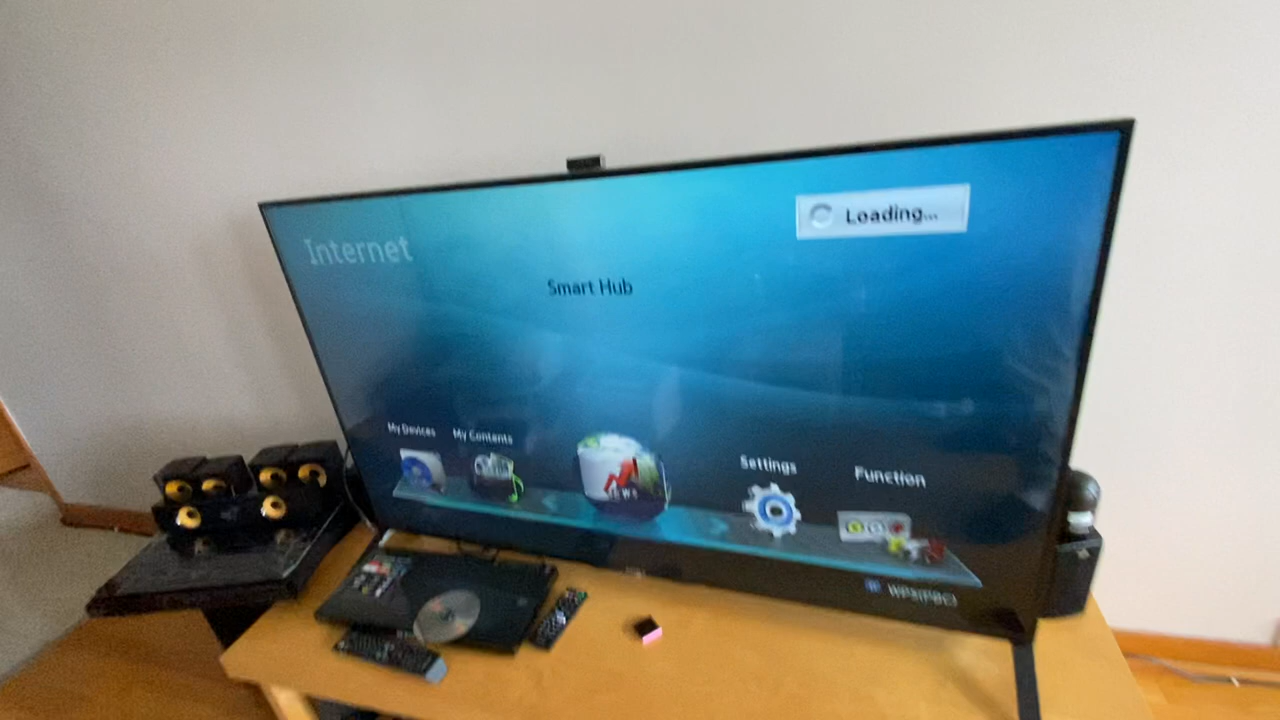 Loading...
Internet
Smart Hub
My Devices
My Contents
Settings
Function